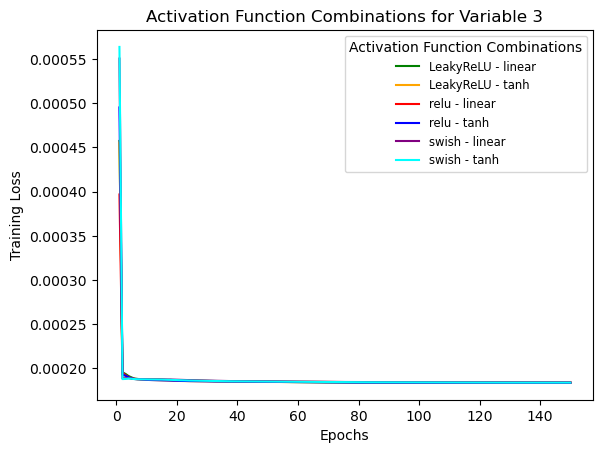 Activation Function Combinations for Variable 3
Activation Function Combinations
LeakyReLU - linear
LeakyReLU - tanh
relu - linear
relu - tanh
swish - linear
swish - tanh
Training Loss
0.00055
0.00050
0.00045
0.00040
0.00035
0.00030
0.00025
0.00020
0 20 40 60 80 100 120 140
Epochs